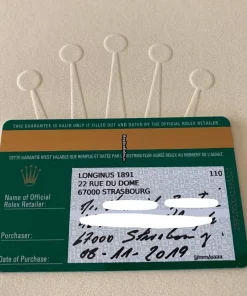 THIS GUARANTEE IS VALID ONLY IF FILLED OUT AND DATED BY THE OFFICIAL ROLEX RETAILER
CETTE GARANTIE N'EST VALABLE QUE REMPLIE ET DATÉE PAR DISTRIBUTEUR AGRÉÉ ROLEX AU MOMENT DE L'ACHAT
LONGINUS 1891 110
22 RUE DU DOME
67000 STRASBOURG
Name of Official
Rolex Retailer:
Purchaser:
67000 Strasbourg
Date of Purchase: 08-11-2019